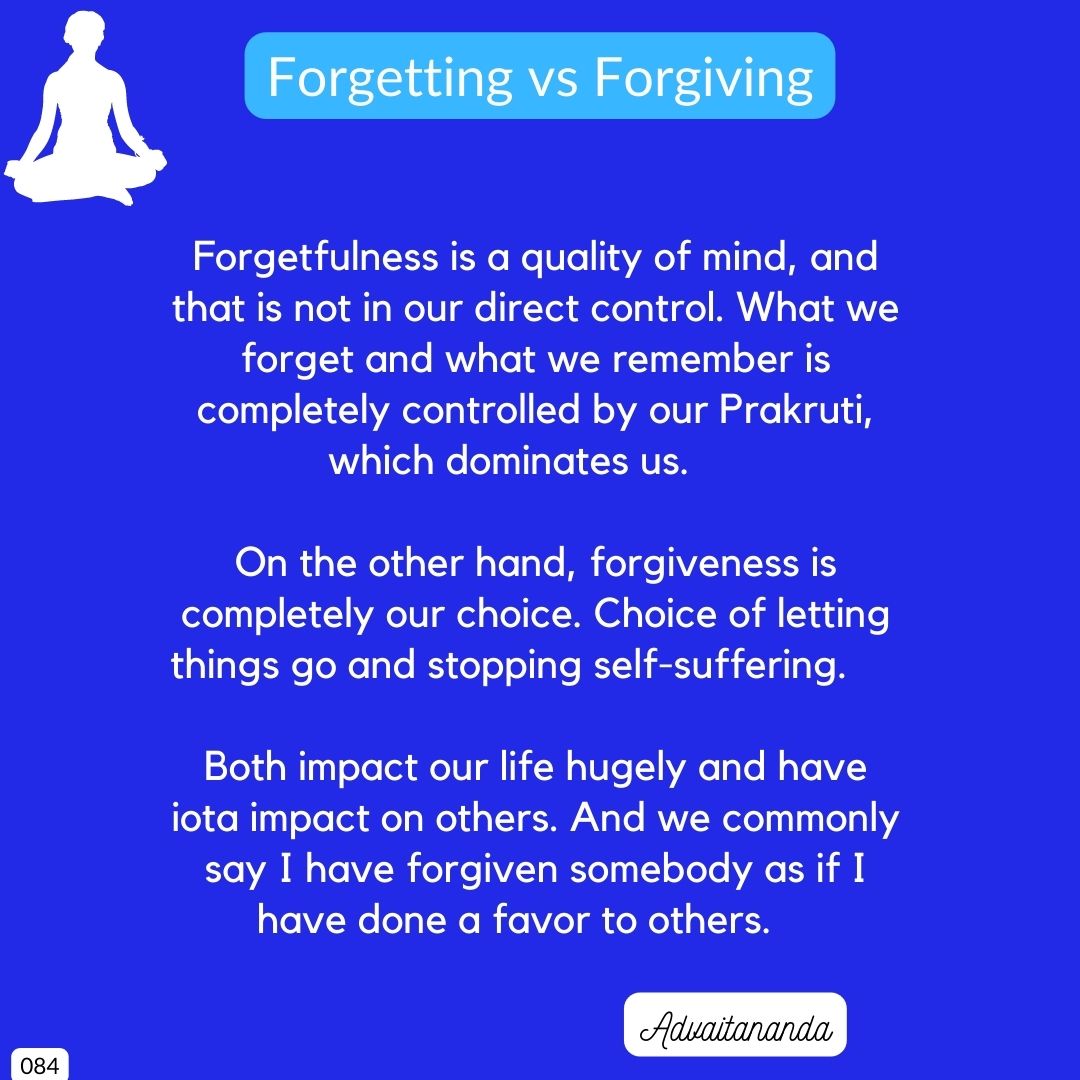 Forgetting vs Forgiving
Forgetfulness is a quality of mind, and
that is not in our direct control. What we
forget and what we remember is
completely controlled by our Prakruti,
which dominates us.
On the other hand, forgiveness is
completely our choice. Choice of letting
things go and stopping self-suffering.
Both impact our life hugely and have
iota impact on others. And we commonly
say I have forgiven somebody as if I
have done a favor to others.
Advaitananda
084